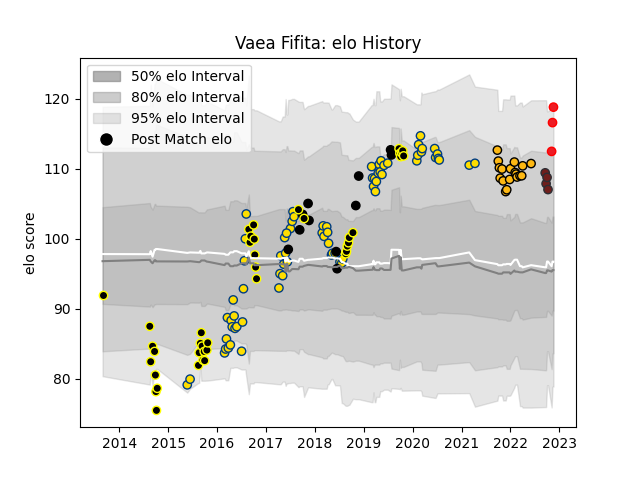 Vaea Fifita: elo History
50% elo Interval
80% elo Interval
95% elo Interval
Post Match elo
elo score
120
110
100
90
80
2014 2015 2016 2017 2018 2019 2020 2021 2022 2023